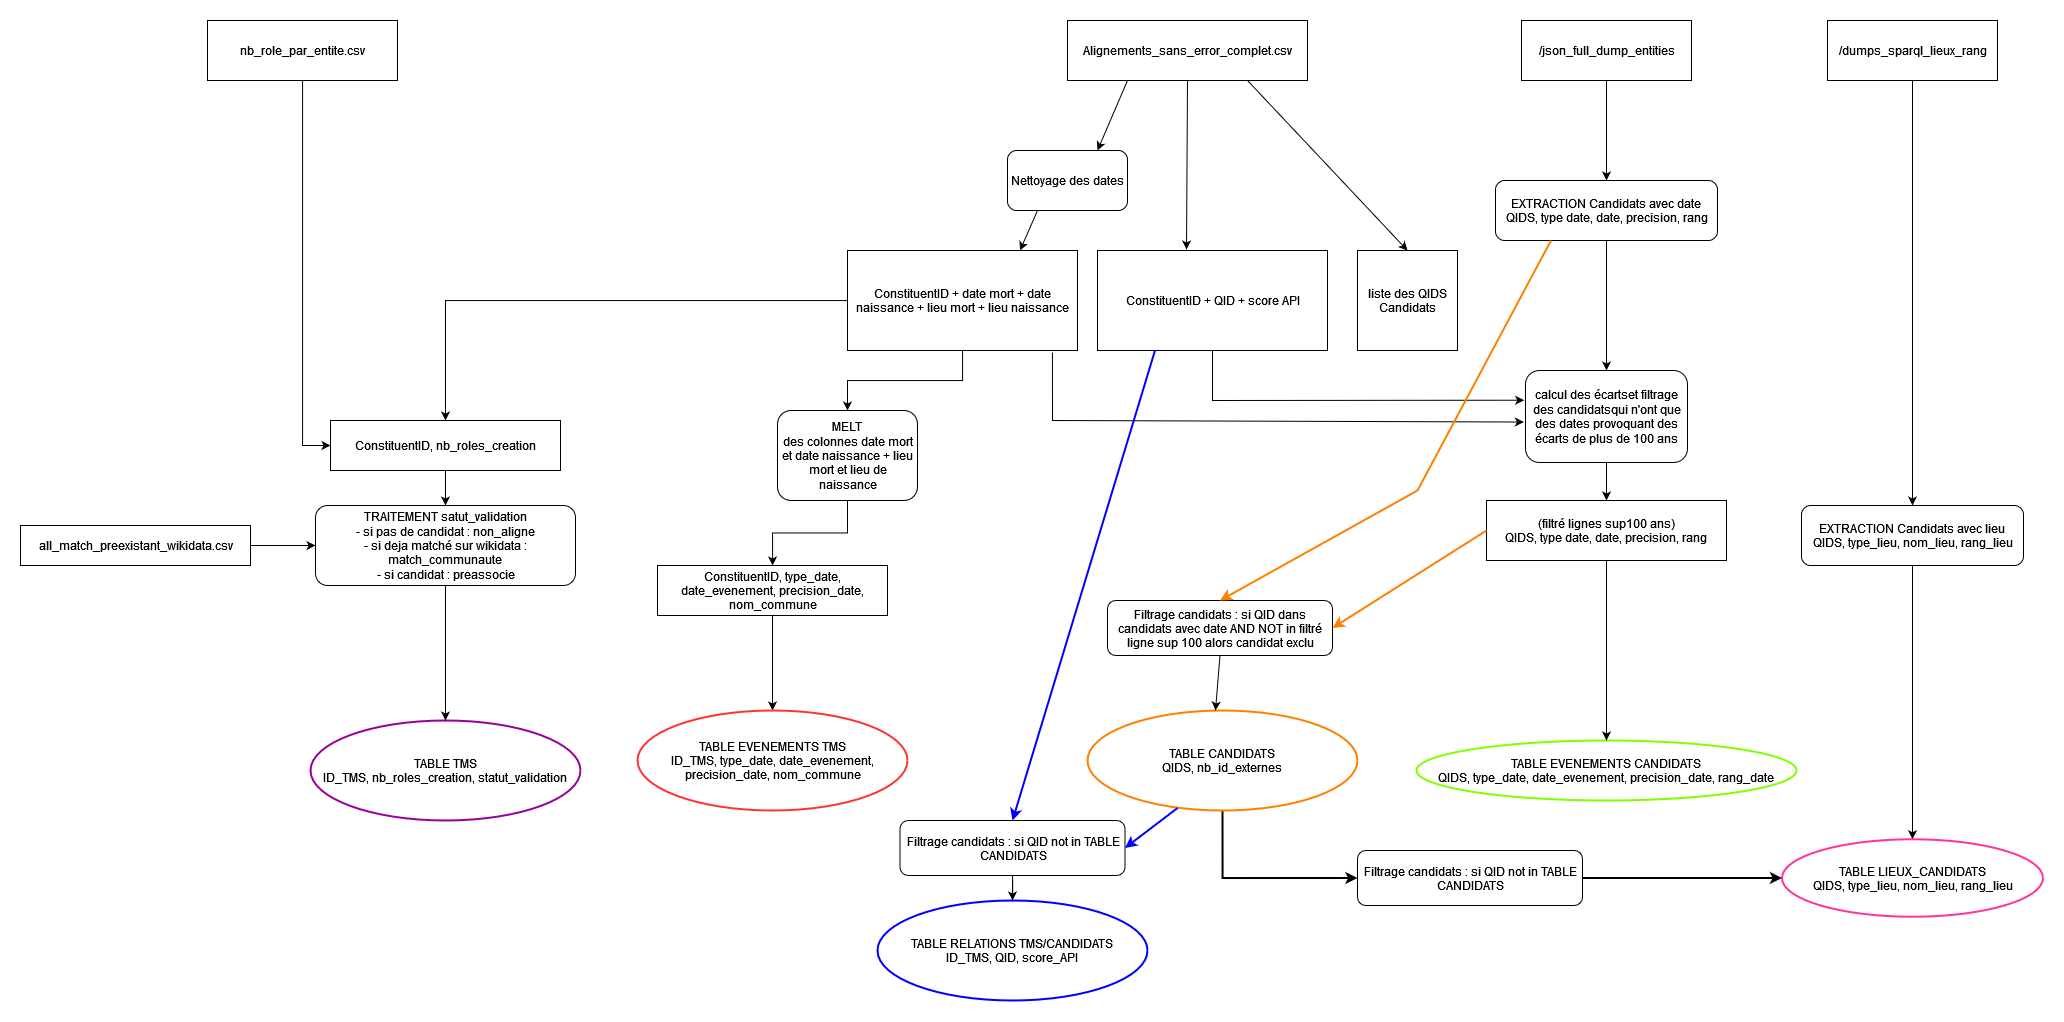 nb_role_par_entite.csv
Alignements_sans_error_complet.csv
/json_full_dump_entities
/dumps_sparql_lieux_rang
Nettoyage des dates
EXTRACTION Candidats avec date
QIDS, type date, date, precision, rang
ConstituentID + date mort + date
naissance + lieu mort + lieu naissance
ConstituentID + QID + score API
liste des QIDS
Candidats
calcul des écartset filtrage
des candidatsqui n'ont que
des dates provoquant des
écarts de plus de 100 ans
ConstituentID, nb_roles_creation
MELT
des colonnes date mort
et date naissance + lieu
mort et lieu de
naissance
all_match_preexistant_wikidata.csv
TRAITEMENT satut_validation
- si pas de candidat : non_aligne
- si deja matché sur wikidata :
match_communaute
- si candidat : preassocie
(filtré lignes sup100 ans)
QIDS, type date, date, precision, rang
EXTRACTION Candidats avec lieu
QIDS, type_lieu, nom_lieu, rang_lieu
ConstituentID, type_date,
date_evenement, precision_date,
nom_commune
Filtrage candidats : si QID dans
candidats avec date AND NOT in filtré
ligne sup 100 alors candidat exclu
TABLE TMS
ID_TMS, nb_roles_creation, statut_validation
TABLE EVENEMENTS TMS
ID_TMS, type_date, date_evenement,
precision_date, nom_commune
TABLE CANDIDATS
QIDS, nb_id_externes
TABLE EVENEMENTS CANDIDATS
QIDS, type_date, date_evenement, precision_date, rang_date
Filtrage candidats : si QID not in TABLE
CANDIDATS
Filtrage candidats : si QID not in TABLE
CANDIDATS
TABLE LIEUX_CANDIDATS
QIDS, type_lieu, nom_lieu, rang_lieu
TABLE RELATIONS TMS/CANDIDATS
ID_TMS, QID, score_API